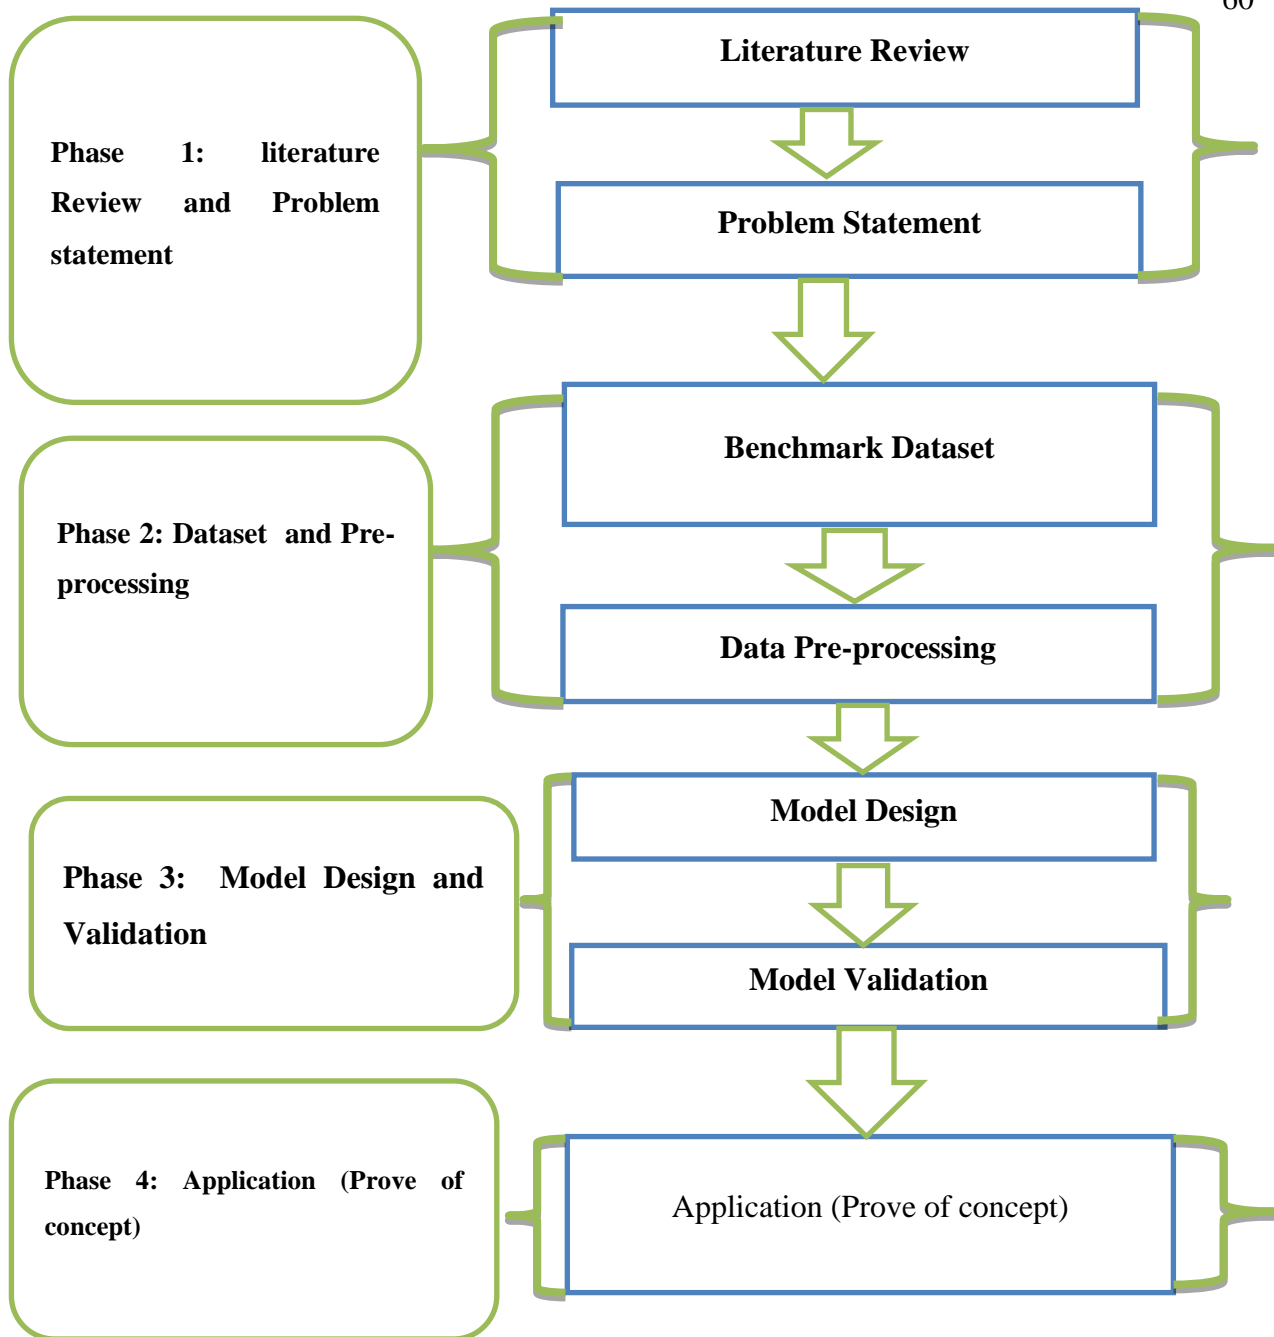 60
Literature Review
Phase 1: literature
Review and Problem
statement
Problem Statement
Benchmark Dataset
Phase 2: Dataset and Pre-
processing
Data Pre-processing
Model Design
Phase 3: Model Design and
Validation
Model Validation
Phase 4: Application (Prove of
concept)
Application (Prove of concept)